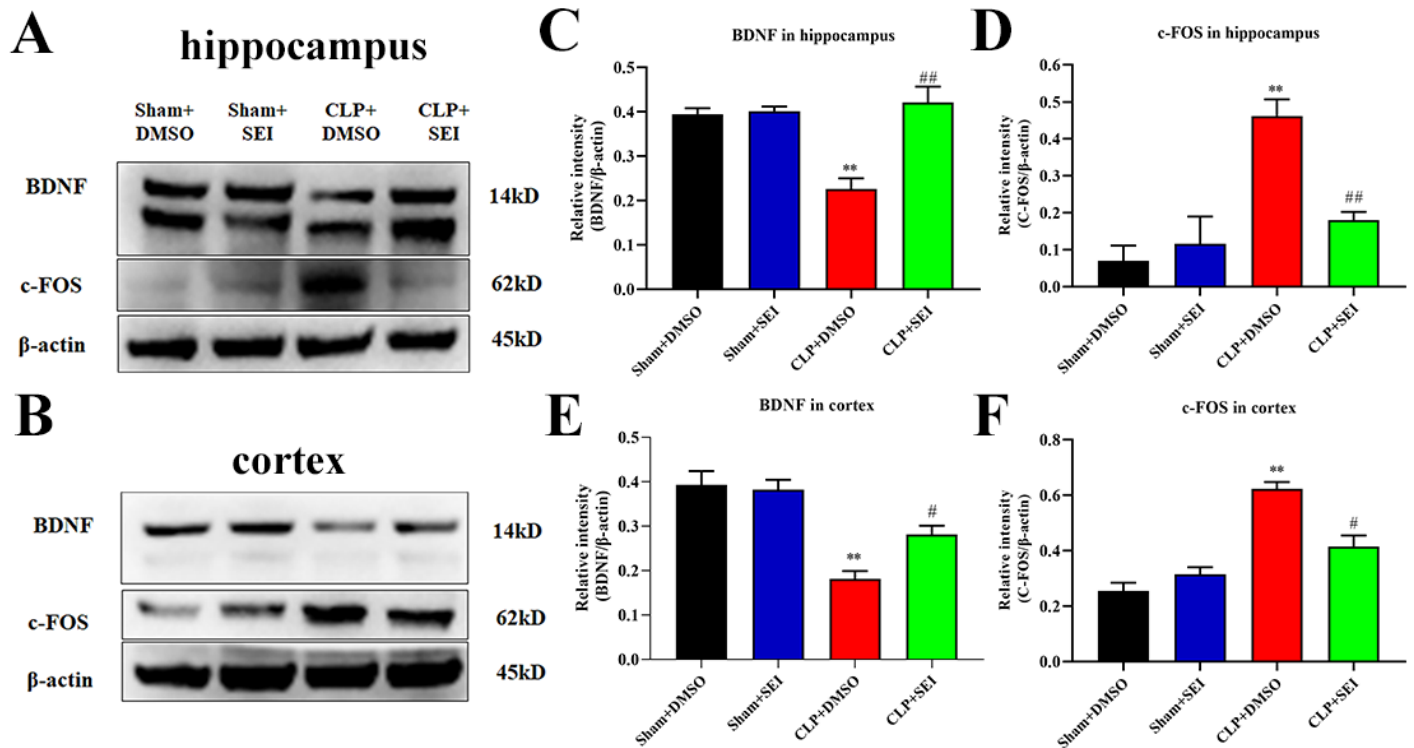 A
hippocampus
Sham+
DMSO
Sham+
SEI
CLP+
DMSO
CLP+
SEI
BDNF
14kD
c-FOS
62kD
β-actin
45kD
B
cortex
BDNF
14kD
c-FOS
62kD
β-actin
45kD
C
BDNF in hippocampus
Relative intensity
(BDNF/β-actin)
0.5
0.4
0.3
0.2
0.1
0.0
**
##
Sham+DMSO
Sham+SEI
CLP+DMSO
CLP+SEI
D
c-FOS in hippocampus
Relative intensity
(C-FOS/β-actin)
0.6
0.5
0.4
0.3
0.2
0.1
0.0
**
##
Sham+DMSO
Sham+SEI
CLP+DMSO
CLP+SEI
E
BDNF in cortex
Relative intensity
(BDNF/β-actin)
0.5
0.4
0.3
0.2
0.1
0.0
**
#
Sham+DMSO
Sham+SEI
CLP+DMSO
CLP+SEI
F
c-FOS in cortex
Relative intensity
(C-FOS/β-actin)
0.8
0.6
0.4
0.2
0.0
**
#
Sham+DMSO
Sham+SEI
CLP+DMSO
CLP+SEI